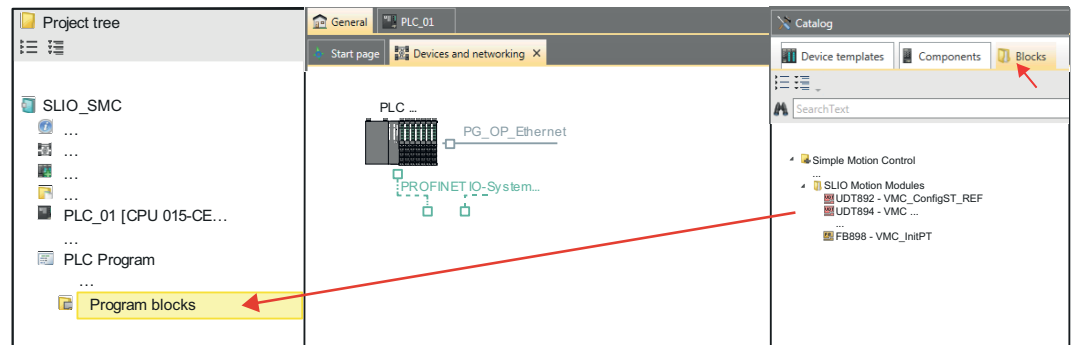 Project tree
SLIO_SMC
...
...
...
...
PLC_01 [CPU 015-CE...
...
PLC Program
...
Program blocks
General
PLC_01
Start page
Devices and networking
PLC ...
PG_OP_Ethernet
PROFINET IO-System...
Catalog
Device templates
Components
Blocks
SearchText
Simple Motion Control
...
SLIO Motion Modules
UDT892 - VMC_ConfigST_REF
UDT894 - VMC ...
...
FB898 - VMC_InitPT